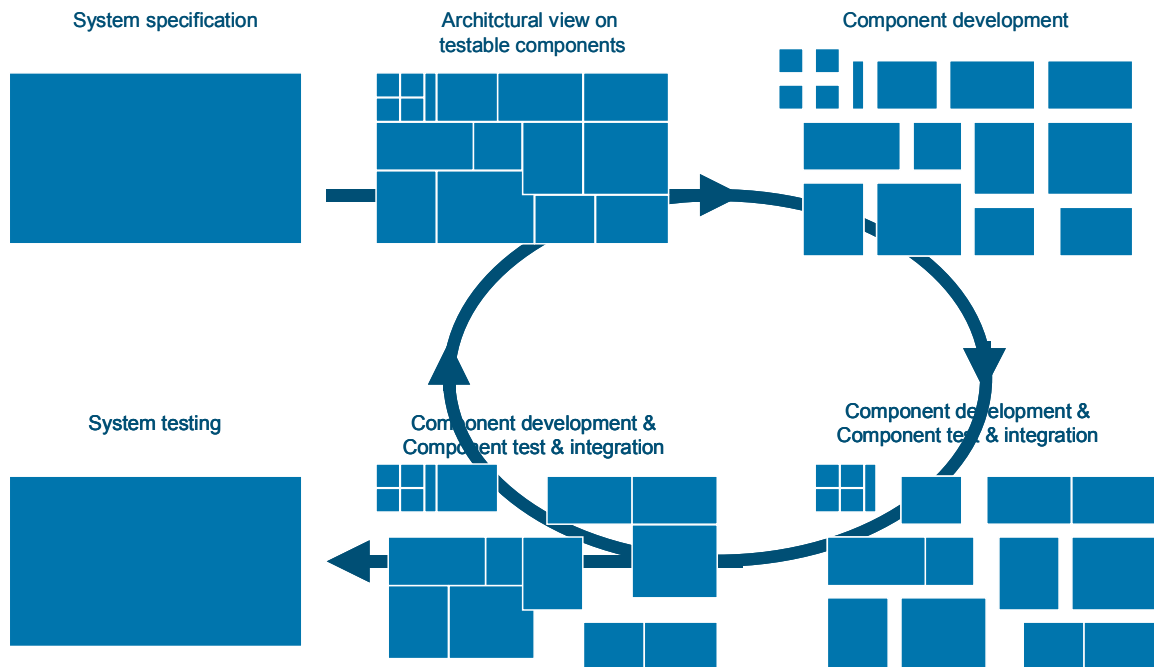 System specification
Architctural view on
testable components
Component development
System testing
Component development &
Component test & integration
Component development &
Component test & integration